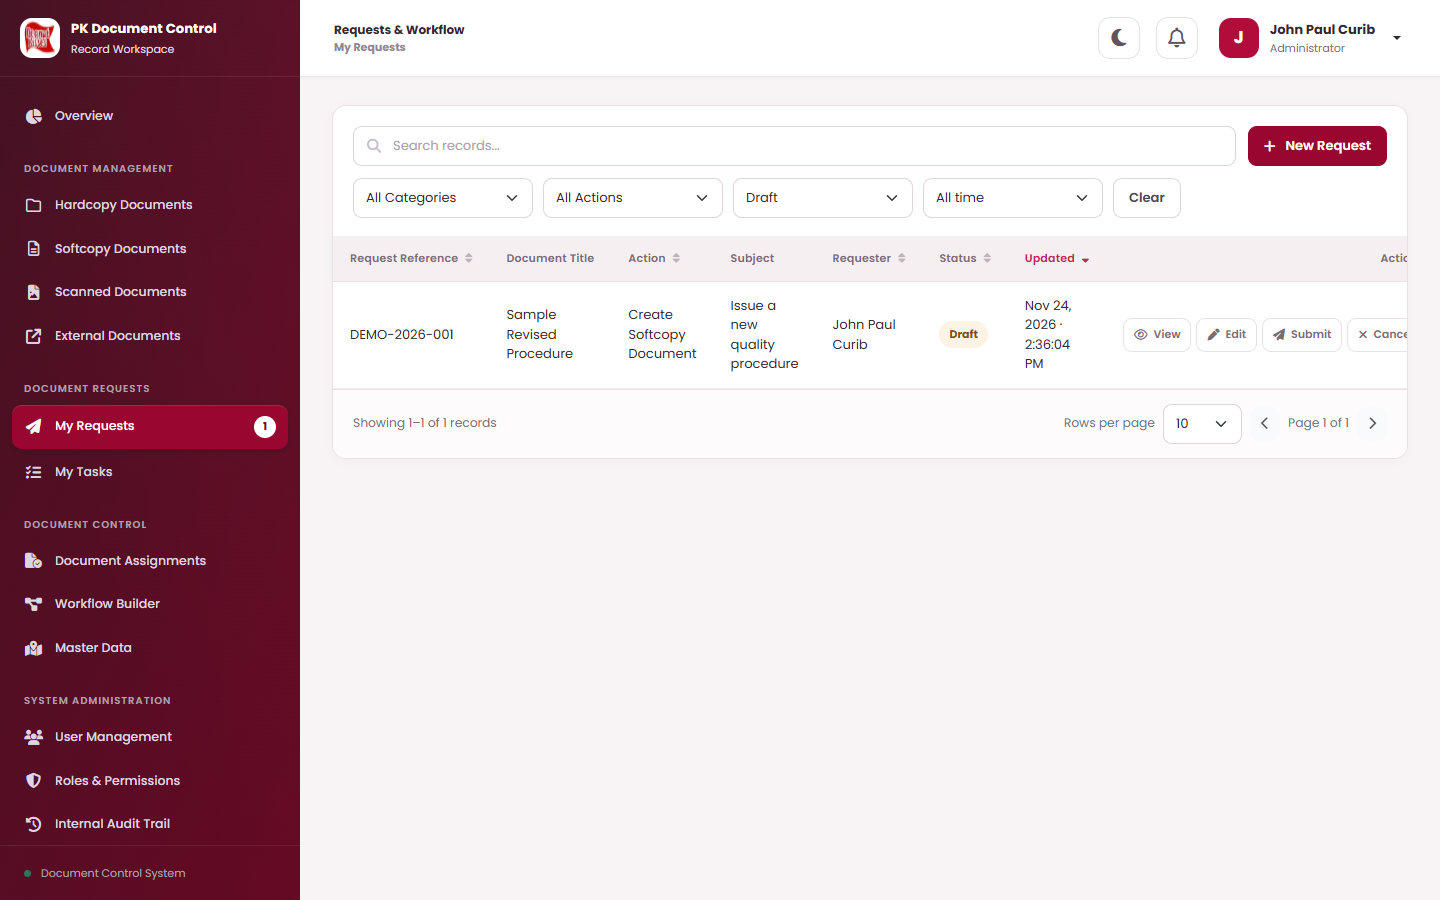 PK Document Control
Record Workspace
Overview
DOCUMENT MANAGEMENT
Hardcopy Documents
Softcopy Documents
Scanned Documents
External Documents
DOCUMENT REQUESTS
My Requests 1
My Tasks
DOCUMENT CONTROL
Document Assignments
Workflow Builder
Master Data
SYSTEM ADMINISTRATION
User Management
Roles & Permissions
Internal Audit Trail
Document Control System
Requests & Workflow
My Requests
J
John Paul Curib
Administrator
Search records...
New Request
All Categories All Actions Draft All time Clear
Request Reference Document Title Action Subject Requester Status Updated Actio
DEMO-2026-001
Sample
Revised
Procedure
Create
Softcopy
Document
Issue a
new
quality
procedure
John Paul
Curib
Draft
Nov 24,
2026 ·
2:36:04
PM
View Edit Submit Cance
Showing 1–1 of 1 records
Rows per page 10 Page 1 of 1